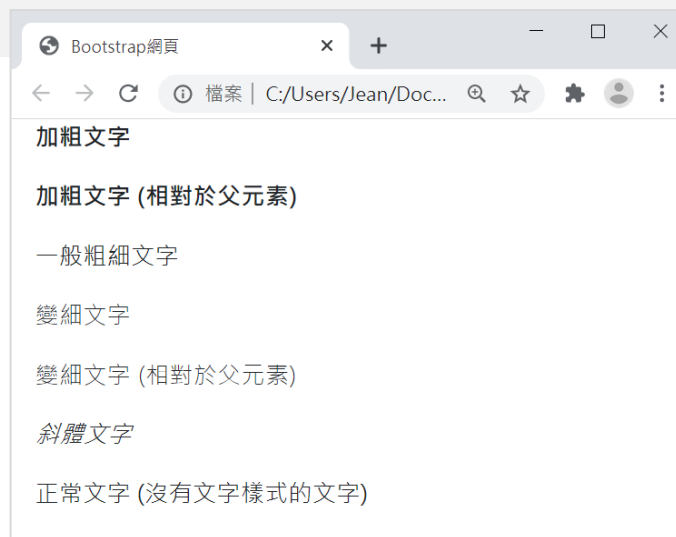 Bootstrap網頁
檔案 C:/Users/Jean/Doc...
加粗文字
加粗文字 (相對於父元素)
一般粗細文字
變細文字
變細文字 (相對於父元素)
斜體文字
正常文字 (沒有文字樣式的文字)